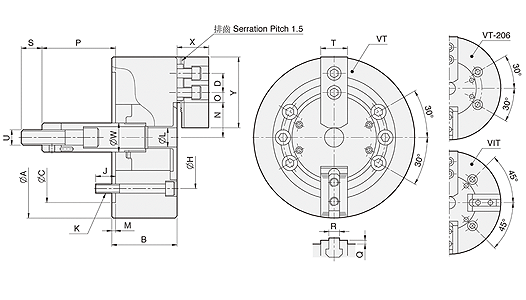 S
P
X
排齒 Serration Pitch 1.5
T
VT
VT-206
30°
30°
D
O
N
Y
U
ØA
ØC
J
ØW
ØL
ØH
K
M
B
30°
30°
R
Q
VIT
45°
45°